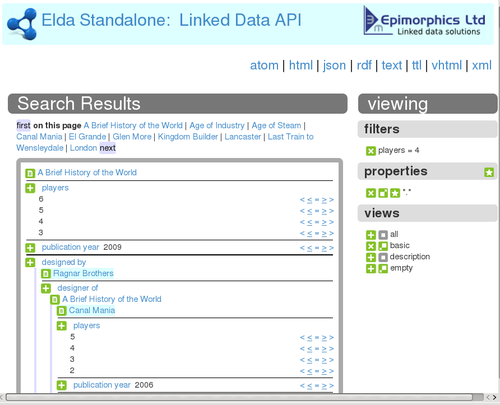 Elda Standalone: Linked Data API
Epimorphics Ltd
Linked data solutions
atom | html | json | rdf | text | ttl | vhtml | xml
Search Results
first on this page A Brief History of the World | Age of Industry | Age of Steam |
Canal Mania | El Grande | Glen More | Kingdom Builder | Lancaster | Last Train to
Wensleydale | London next
A Brief History of the World
players
6 < ≤ = ≥ >
5 < ≤ = ≥ >
4 < ≤ = ≥ >
3 < ≤ = ≥ >
publication year 2009 < ≤ = ≥ >
designed by
Ragnar Brothers
designer of
A Brief History of the World
Canal Mania
players
5 < ≤ = ≥ >
4 < ≤ = ≥ >
3 < ≤ = ≥ >
2 < ≤ = ≥ >
publication year 2006 < ≤ = ≥ >
viewing
filters
players = 4
properties
*.*
views
all
basic
description
empty